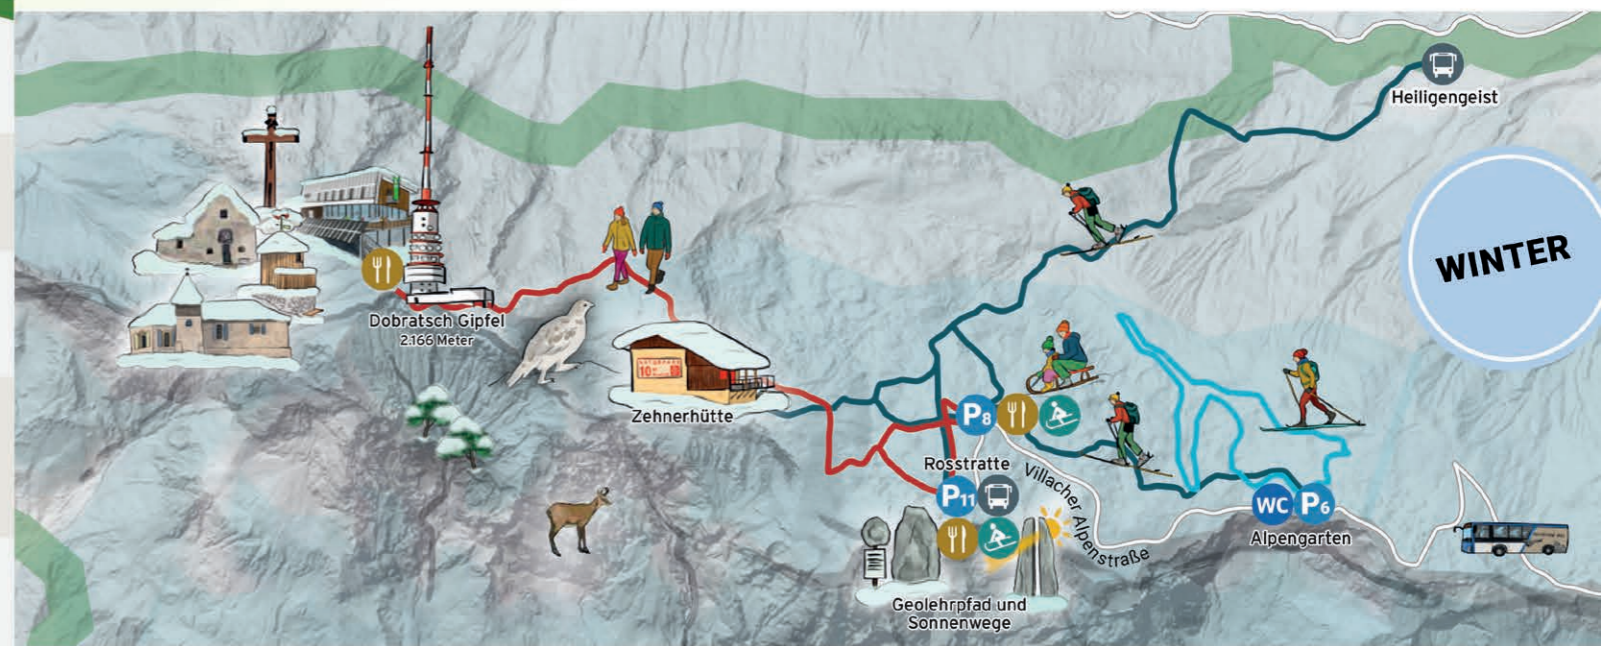 Heiligengeist
WINTER
Dobratsch Gipfel
2.166 Meter
10
Zehnerhütte
P8
Rosstratte
P11
Villacher Alpenstraße
WC P6
Alpengarten
Geolehrpfad und
Sonnenwege